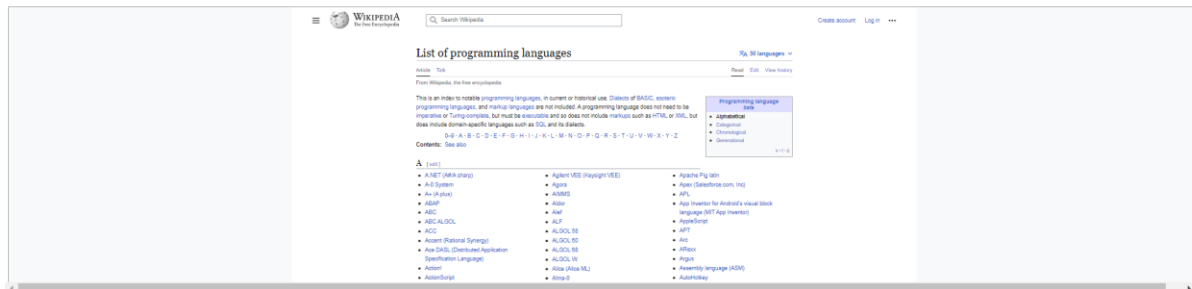 WIKIPEDIA
The Free Encyclopedia
Search Wikipedia
Create account Log in
List of programming languages
38 languages
Article Talk
Read Edit View history
From Wikipedia, the free encyclopedia
This is an index to notable programming languages, in current or historical use. Dialects of BASIC, esoteric
programming languages, and markup languages are not included. A programming language does not need to be
imperative or Turing-complete, but must be executable and so does not include markups such as HTML or XML, but
does include domain-specific languages such as SQL and its dialects.
0–9 · A · B · C · D · E · F · G · H · I · J · K · L · M · N · O · P · Q · R · S · T · U · V · W · X · Y · Z
Contents: See also
Programming language
lists
Alphabetical
Categorical
Chronological
Generational
v · t · e
A [edit]
A.NET (A#/A sharp)
A-0 System
A+ (A plus)
ABAP
ABC
ABC ALGOL
ACC
Accent (Rational Synergy)
Ace DASL (Distributed Application
Specification Language)
Action!
ActionScript
Agilent VEE (Keysight VEE)
Agora
AIMMS
Aldor
Alef
ALF
ALGOL 58
ALGOL 60
ALGOL 68
ALGOL W
Alice (Alice ML)
Alma-0
Apache Pig latin
Apex (Salesforce.com, Inc)
APL
App Inventor for Android's visual block
language (MIT App Inventor)
AppleScript
APT
Arc
ARexx
Argus
Assembly language (ASM)
AutoHotkey